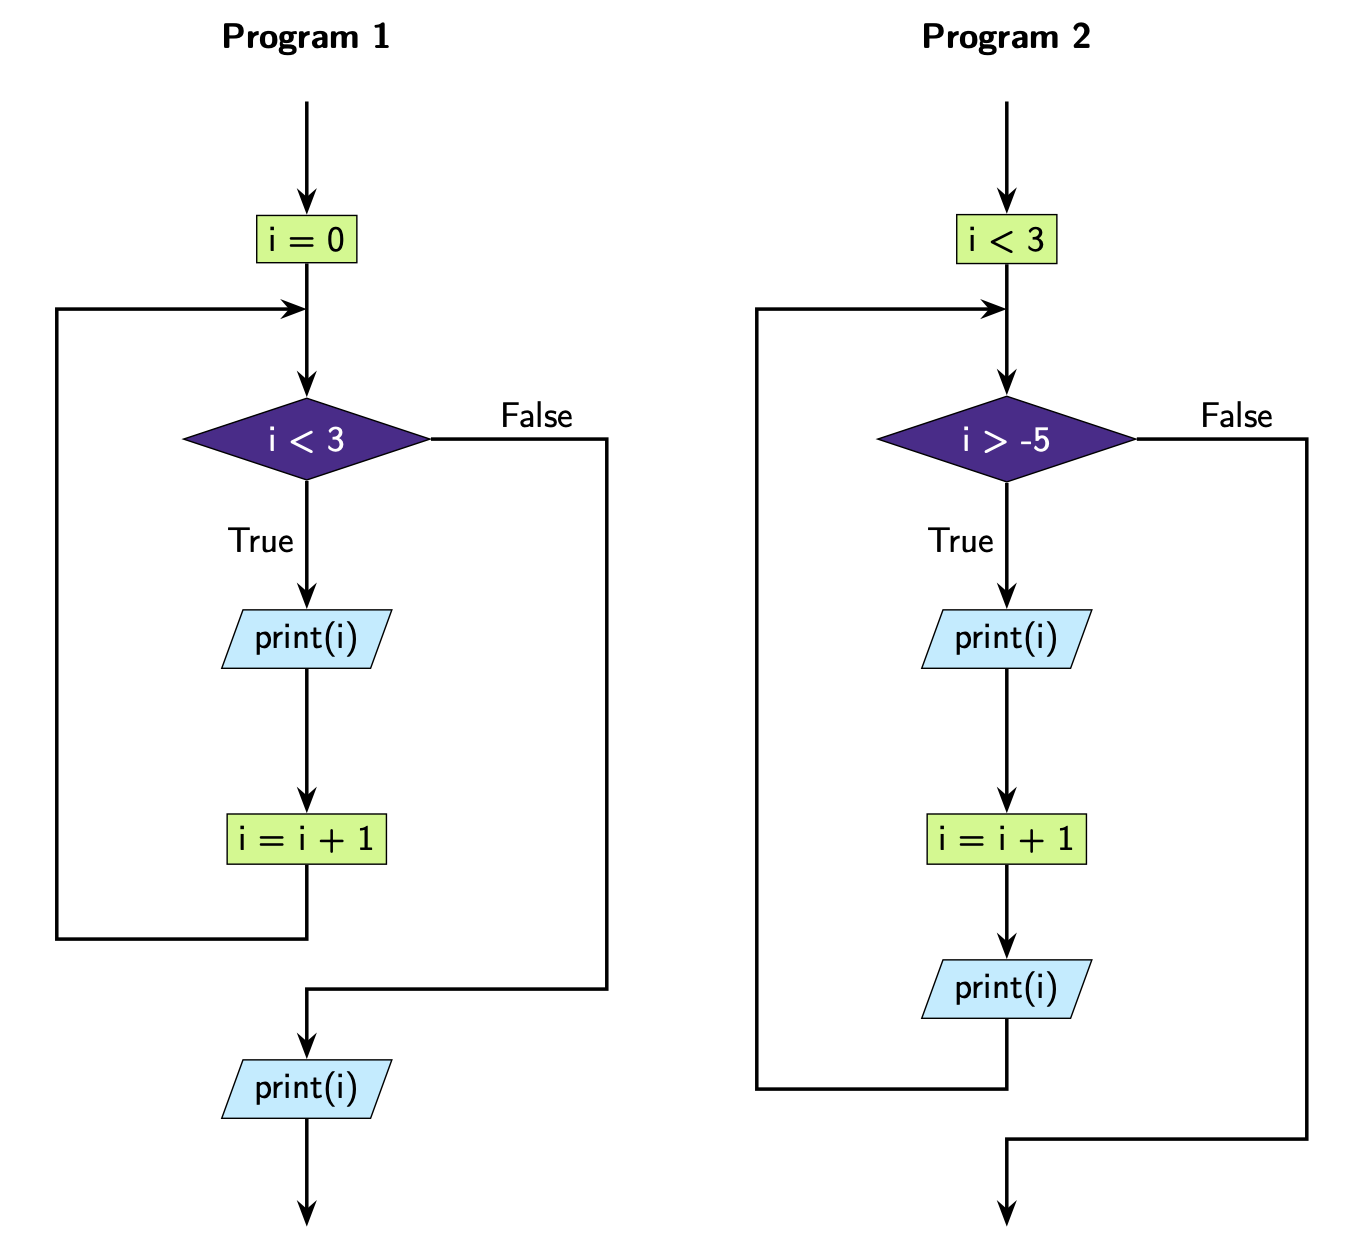 Program 1
i = 0
i < 3
False
True
print(i)
i = i + 1
print(i)
Program 2
i < 3
i > -5
False
True
print(i)
i = i + 1
print(i)